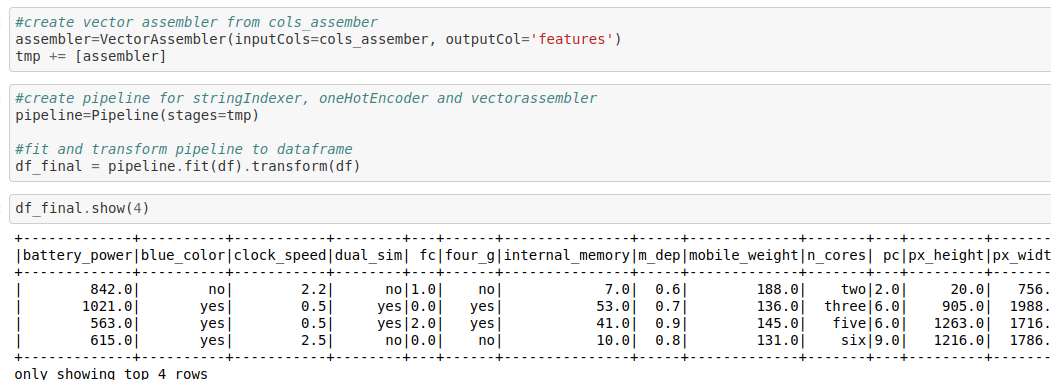 #create vector assembler from cols_assember
assembler=VectorAssembler(inputCols=cols_assember, outputCol='features')
tmp += [assembler]
#create pipeline for stringIndexer, oneHotEncoder and vectorassembler
pipeline=Pipeline(stages=tmp)
#fit and transform pipeline to dataframe
df_final = pipeline.fit(df).transform(df)
df_final.show(4)
+-------------+----------+-----------+--------+---+------+---------------+-----+-------------+-------+---+---------+-------
|battery_power|blue_color|clock_speed|dual_sim| fc|four_g|internal_memory|m_dep|mobile_weight|n_cores| pc|px_height|px_widt
+-------------+----------+-----------+--------+---+------+---------------+-----+-------------+-------+---+---------+-------
|        842.0|        no|        2.2|      no|1.0|    no|            7.0|  0.6|        188.0|    two|2.0|     20.0|  756.
|       1021.0|       yes|        0.5|     yes|0.0|   yes|           53.0|  0.7|        136.0|  three|6.0|    905.0| 1988.
|        563.0|       yes|        0.5|     yes|2.0|   yes|           41.0|  0.9|        145.0|   five|6.0|   1263.0| 1716.
|        615.0|       yes|        2.5|      no|0.0|    no|           10.0|  0.8|        131.0|    six|9.0|   1216.0| 1786.
+-------------+----------+-----------+--------+---+------+---------------+-----+-------------+-------+---+---------+-------
only showing top 4 rows